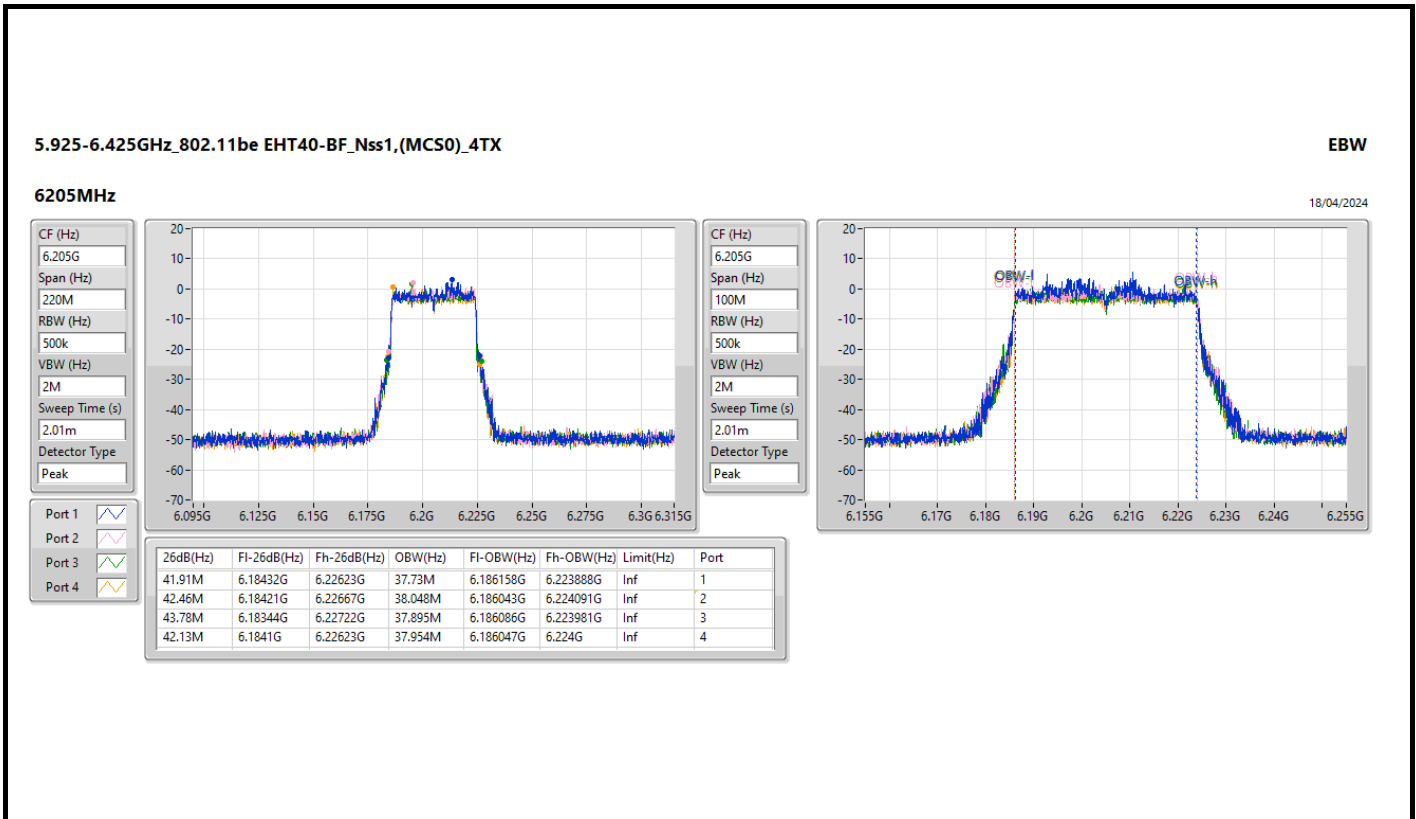 5.925-6.425GHz_802.11be EHT40-BF_Nss1,(MCS0)_4TX EBW
6205MHz 18/04/2024
CF (Hz)
6.205G
Span (Hz)
220M
RBW (Hz)
500k
VBW (Hz)
2M
Sweep Time (s)
2.01m
Detector Type
Peak
20
10
0
-10
-20
-30
-40
-50
-60
-70
6.095G 6.125G 6.15G 6.175G 6.2G 6.225G 6.25G 6.275G 6.3G 6.315G
CF (Hz)
6.205G
Span (Hz)
100M
RBW (Hz)
500k
VBW (Hz)
2M
Sweep Time (s)
2.01m
Detector Type
Peak
20
10
0
-10
-20
-30
-40
-50
-60
-70
OBW-l OBW-h
6.155G 6.17G 6.18G 6.19G 6.2G 6.21G 6.22G 6.23G 6.24G 6.255G
Port 1
Port 2
Port 3
Port 4
26dB(Hz) Fl-26dB(Hz) Fh-26dB(Hz) OBW(Hz) Fl-OBW(Hz) Fh-OBW(Hz) Limit(Hz) Port
41.91M 6.18432G 6.22623G 37.73M 6.186158G 6.223888G Inf 1
42.46M 6.18421G 6.22667G 38.048M 6.186043G 6.224091G Inf 2
43.78M 6.18344G 6.22722G 37.895M 6.186086G 6.223981G Inf 3
42.13M 6.1841G 6.22623G 37.954M 6.186047G 6.224G Inf 4